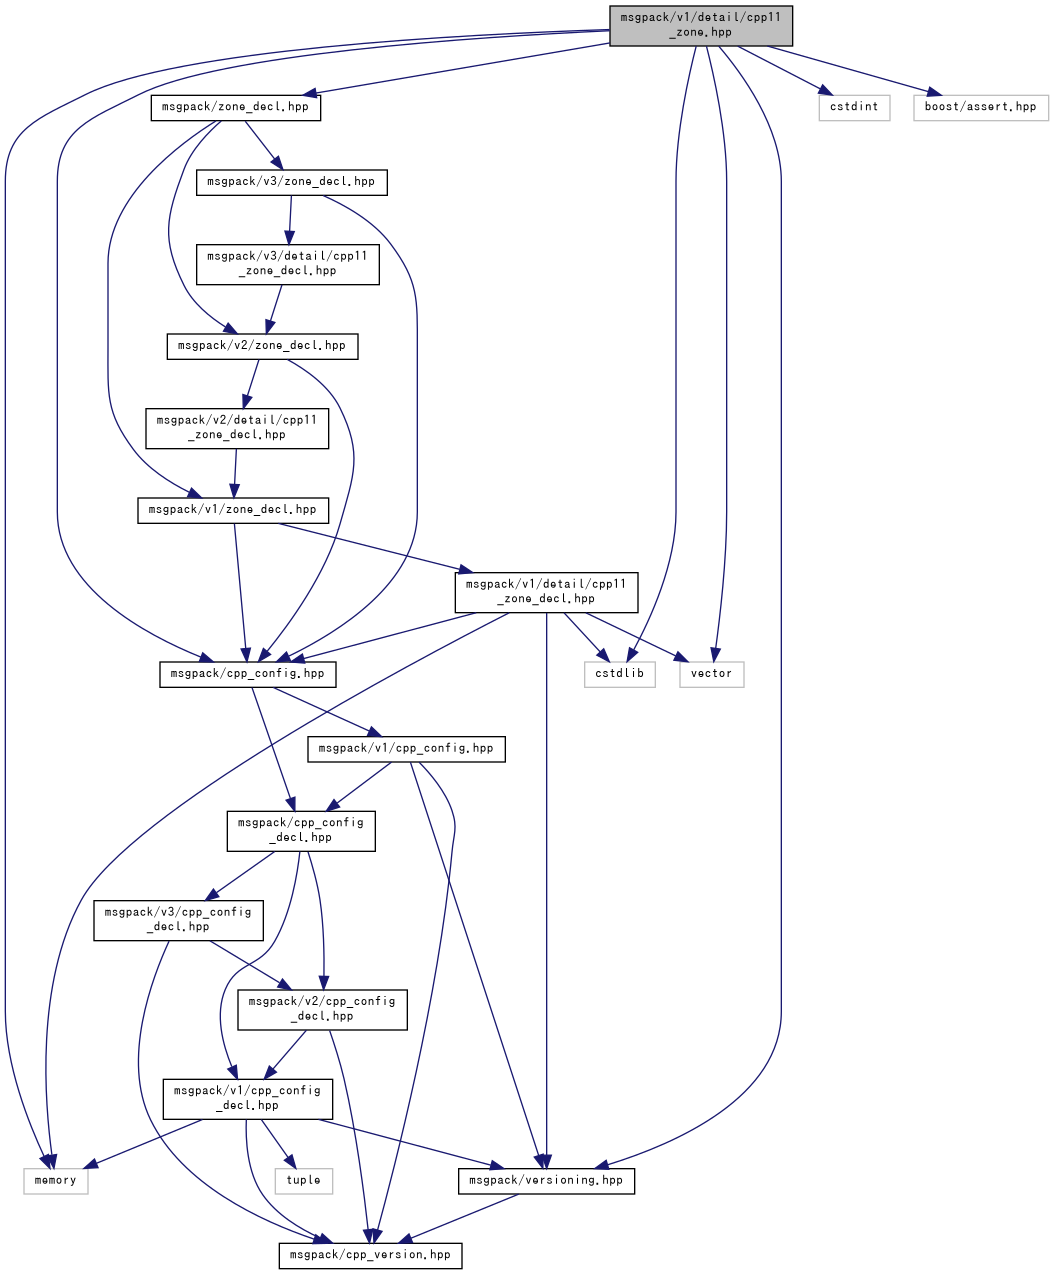 msgpack/v1/detail/cpp11
_zone.hpp
msgpack/zone_decl.hpp
cstdint
boost/assert.hpp
msgpack/v3/zone_decl.hpp
msgpack/v3/detail/cpp11
_zone_decl.hpp
msgpack/v2/zone_decl.hpp
msgpack/v2/detail/cpp11
_zone_decl.hpp
msgpack/v1/zone_decl.hpp
msgpack/v1/detail/cpp11
_zone_decl.hpp
msgpack/cpp_config.hpp
cstdlib
vector
msgpack/v1/cpp_config.hpp
msgpack/cpp_config
_decl.hpp
msgpack/v3/cpp_config
_decl.hpp
msgpack/v2/cpp_config
_decl.hpp
msgpack/v1/cpp_config
_decl.hpp
memory
tuple
msgpack/versioning.hpp
msgpack/cpp_version.hpp